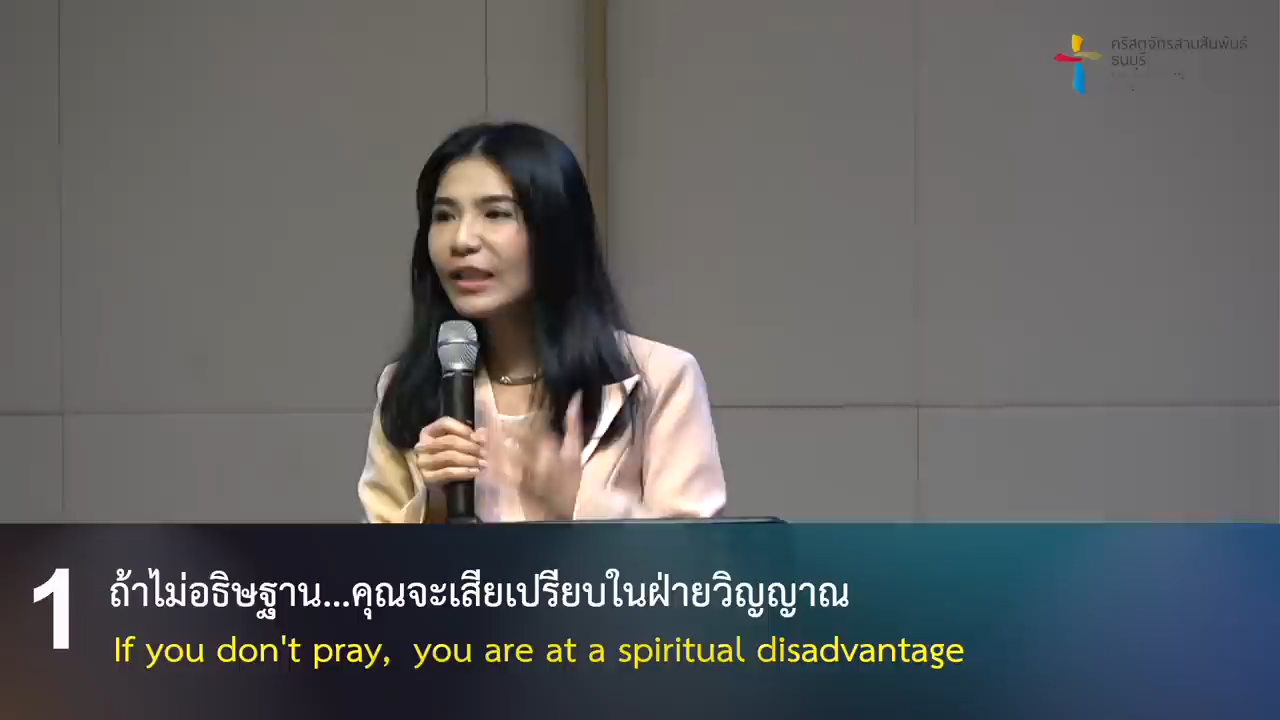 คริสตจักรสานสัมพันธ์
ธนบุรี
1
ถ้าไม่อธิษฐาน...คุณจะเสียเปรียบในฝ่ายวิญญาณ
If you don't pray, you are at a spiritual disadvantage